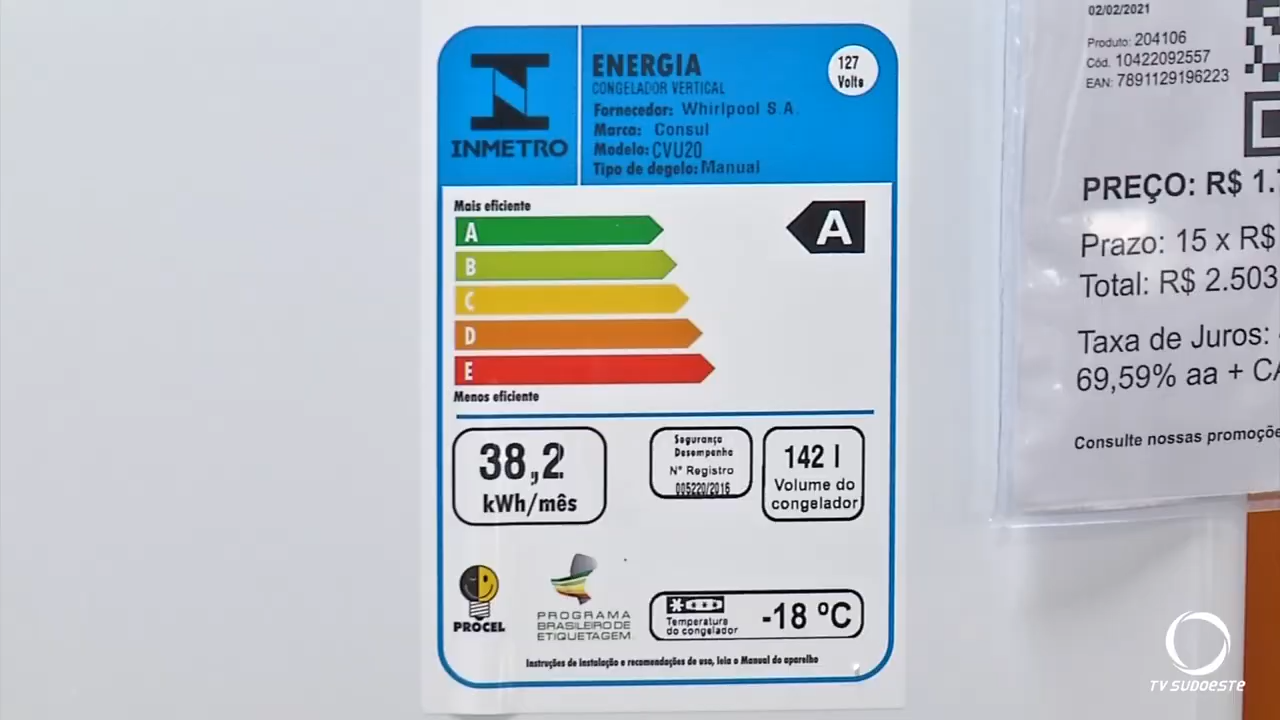 INMETRO
ENERGIA
CONGELADOR VERTICAL
Fornecedor: Whirlpool S.A.
Marca: Consul
Modelo: CVU20
Tipo de degelo: Manual
127
Volts
Mais eficiente
A
A
B
C
D
E
Menos eficiente
38,2
kWh/mês
Segurança
Desempenho
Nº Registro
005220/2016
142 l
Volume do
congelador
PROCEL
PROGRAMA
BRASILEIRO DE
ETIQUETAGEM
Temperatura
do congelador
-18 ºC
Instruções de instalação e recomendações de uso, leia o Manual do aparelho
02/02/2021
Produto: 204106
Cód. 10422092557
EAN: 7891129196223
PREÇO: R$ 1.
Prazo: 15 x R$
Total: R$ 2.503
Taxa de Juros:
69,59% aa +
Consulte nossas
TV SUDOESTE